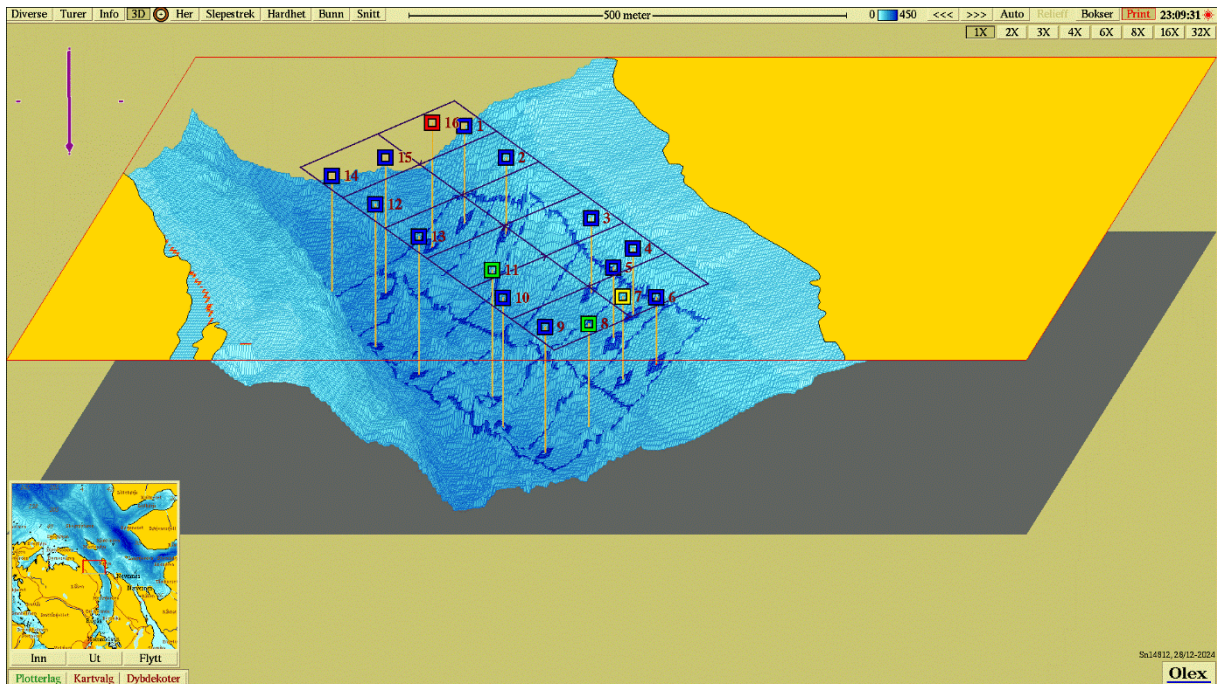 Diverse Turer Info 3D Her Slepestrek Hardhet Bunn Snitt 500 meter 0 450 <<< >>> Auto Relieff Bokser Print 23:09:31
1X 2X 3X 4X 6X 8X 16X 32X
16 1
15 2
14
12
13 3
4
11 5
10 7 6
9 8
Inn Ut Flytt
Sn14812, 28/12-2024
Plotterlag Kartvalg Dybdekoter
Olex